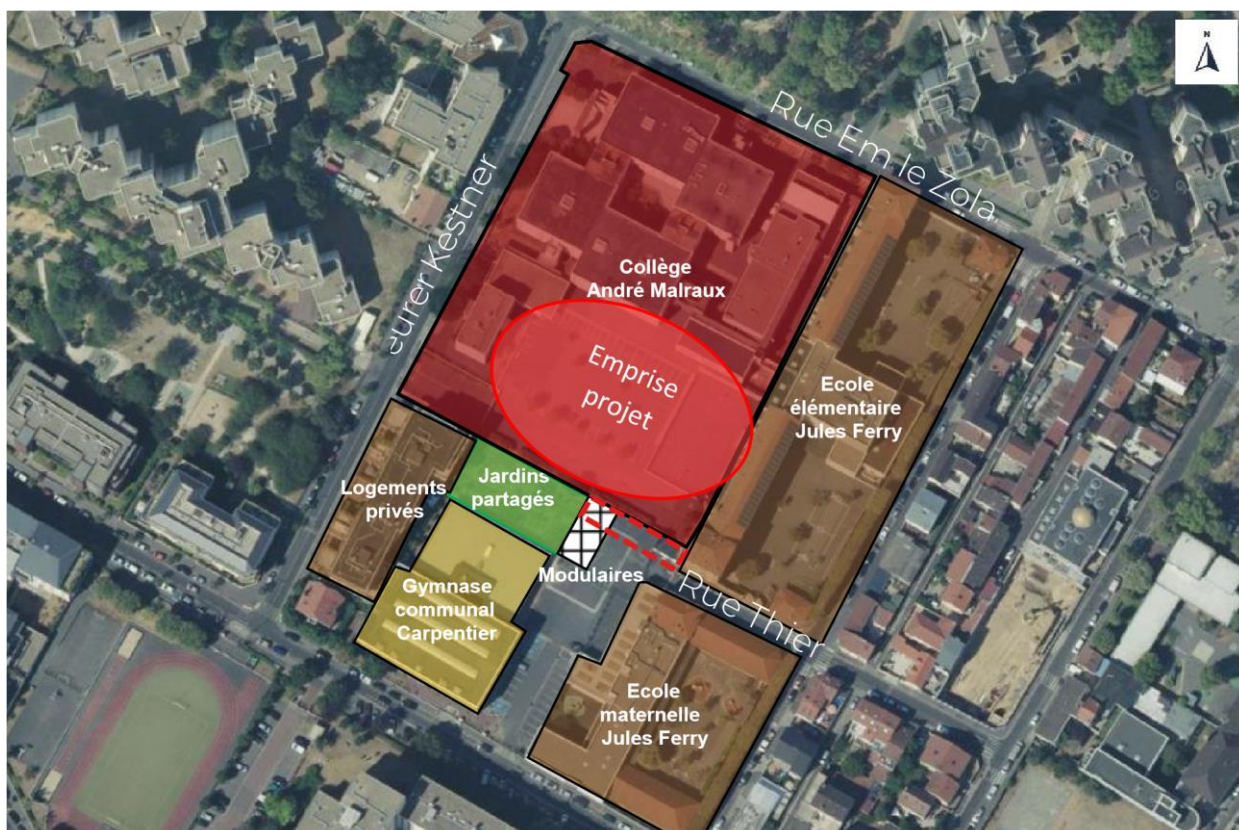 N
Rue Em le Zola
eurer Kestner
Collège
André Malraux
Emprise
projet
Ecole
élémentaire
Jules Ferry
Jardins
partagés
Logements
privés
Modulaires
Rue Thier
Gymnase
communal
Carpentier
Ecole
maternelle
Jules Ferry